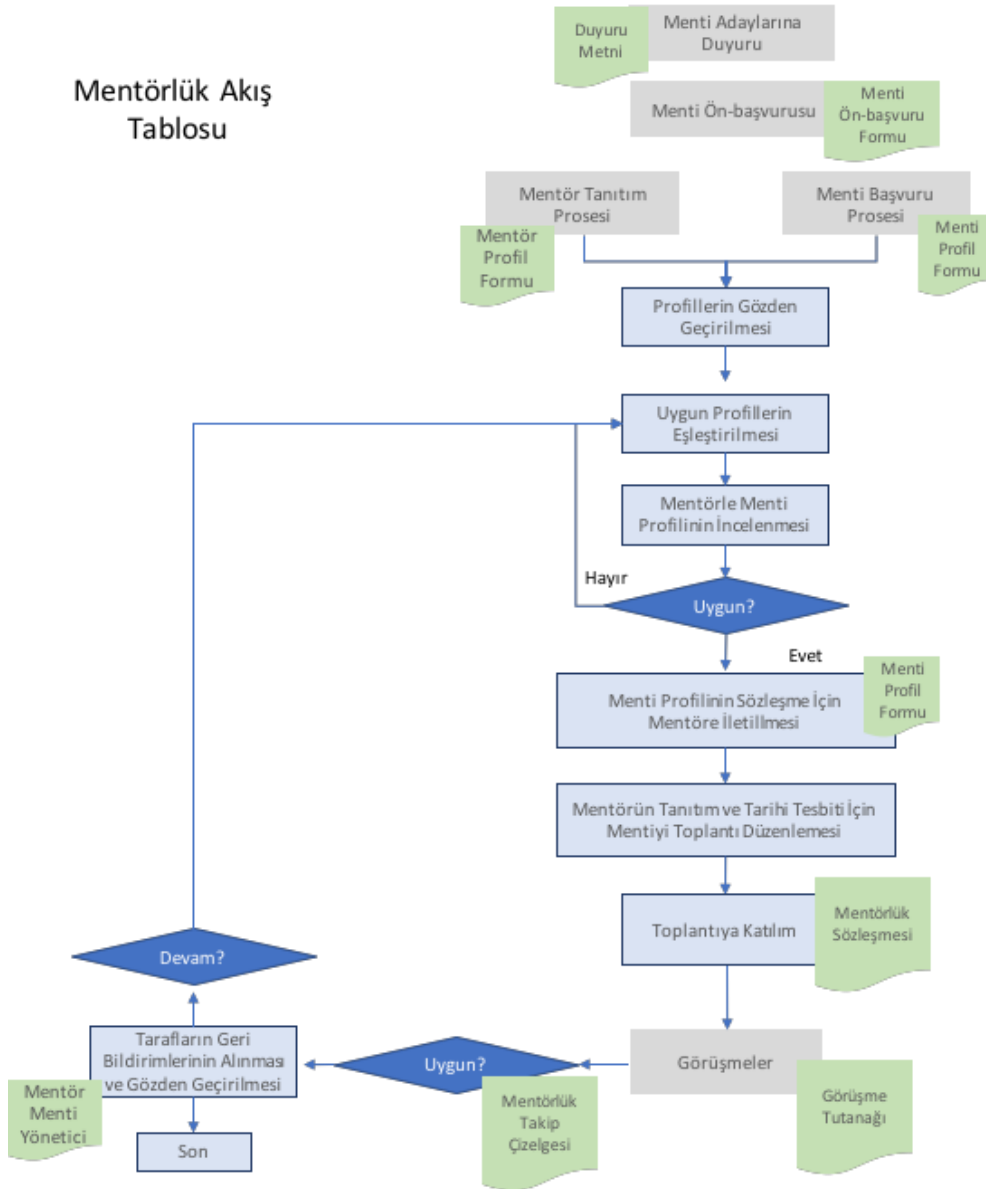 Mentörlük Akış
Tablosu
Duyuru
Metni
Menti Adaylarına
Duyuru
Menti Ön-başvurusu
Menti
Ön-başvuru
Formu
Mentör Tanıtım
Prosesi
Mentör
Profil
Formu
Menti Başvuru
Prosesi
Menti
Profil
Formu
Profillerin Gözden
Geçirilmesi
Uygun Profillerin
Eşleştirilmesi
Mentörle Menti
Profilinin İncelenmesi
Hayır
Uygun?
Evet
Menti Profilinin Sözleşme İçin
Mentöre İletillmesi
Menti
Profil
Formu
Mentörün Tanıtım ve Tarihi Tesbiti İçin
Mentiyi Toplantı Düzenlemesi
Toplantıya Katılım
Mentörlük
Sözleşmesi
Görüşmeler
Görüşme
Tutanağı
Uygun?
Mentörlük
Takip
Çizelgesi
Devam?
Tarafların Geri
Bildirimlerinin Alınması
ve Gözden Geçirilmesi
Mentör
Menti
Yönetici
Son